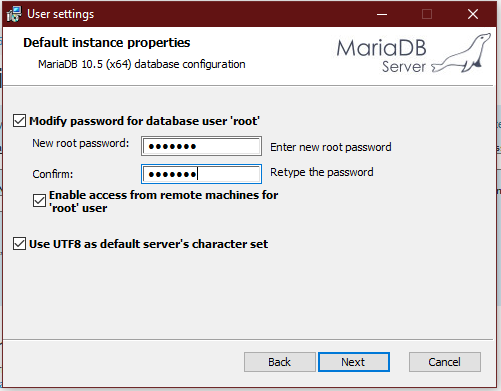 User settings
Default instance properties
MariaDB 10.5 (x64) database configuration
MariaDB
Server
Modify password for database user 'root'
New root password: ●●●●●●● Enter new root password
Confirm: ●●●●●●● Retype the password
Enable access from remote machines for
'root' user
Use UTF8 as default server's character set
Back Next Cancel